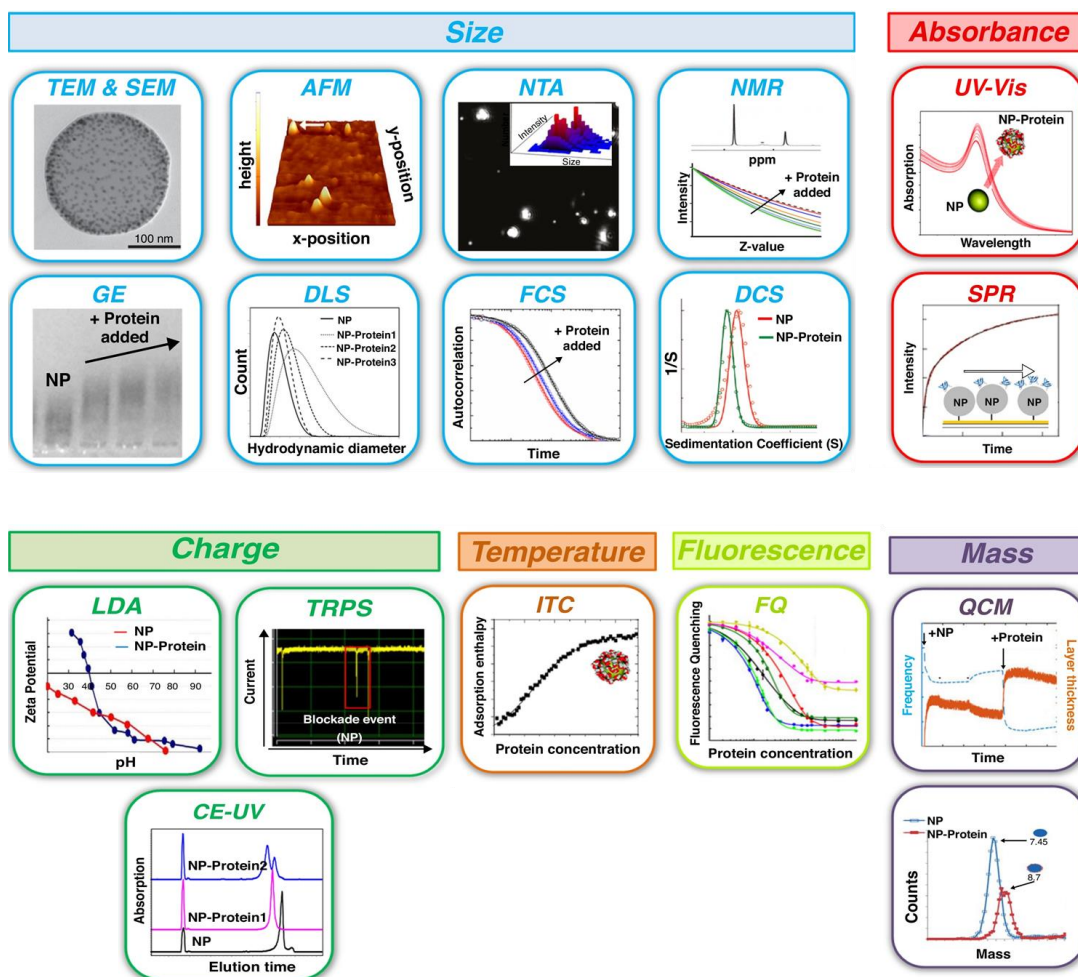 Size
Absorbance
TEM & SEM
100 nm
AFM
height
y-position
x-position
NTA
Intensity
Size
NMR
ppm
Intensity
+ Protein
added
Z-value
UV-Vis
Absorption
NP-Protein
NP
Wavelength
GE
+ Protein
added
NP
DLS
Count
NP
NP-Protein1
NP-Protein2
NP-Protein3
Hydrodynamic diameter
FCS
Autocorrelation
+ Protein
added
Time
DCS
1/S
NP
NP-Protein
Sedimentation Coefficient (S)
SPR
Intensity
NP
NP
NP
Time
Charge
Temperature
Fluorescence
Mass
LDA
Zeta Potential
NP
NP-Protein
20 30 40 50 60 70 80 90
pH
TRPS
Current
Blockade event
(NP)
Time
ITC
Adsorption enthalpy
Protein concentration
FQ
Fluorescence Quenching
Protein concentration
QCM
+NP
+Protein
Frequency
Layer thickness
Time
CE-UV
Absorption
NP-Protein2
NP-Protein1
NP
Elution time
NP
NP-Protein
7.45
8.7
Counts
Mass